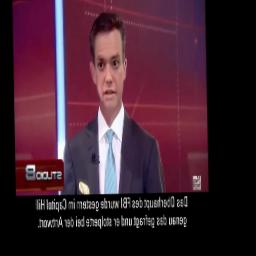 STUDIO B
Das Oberhaupt des FBI wurde gestern im Capitol Hill
genau das gefragt und er stolperte bei der Antwort.